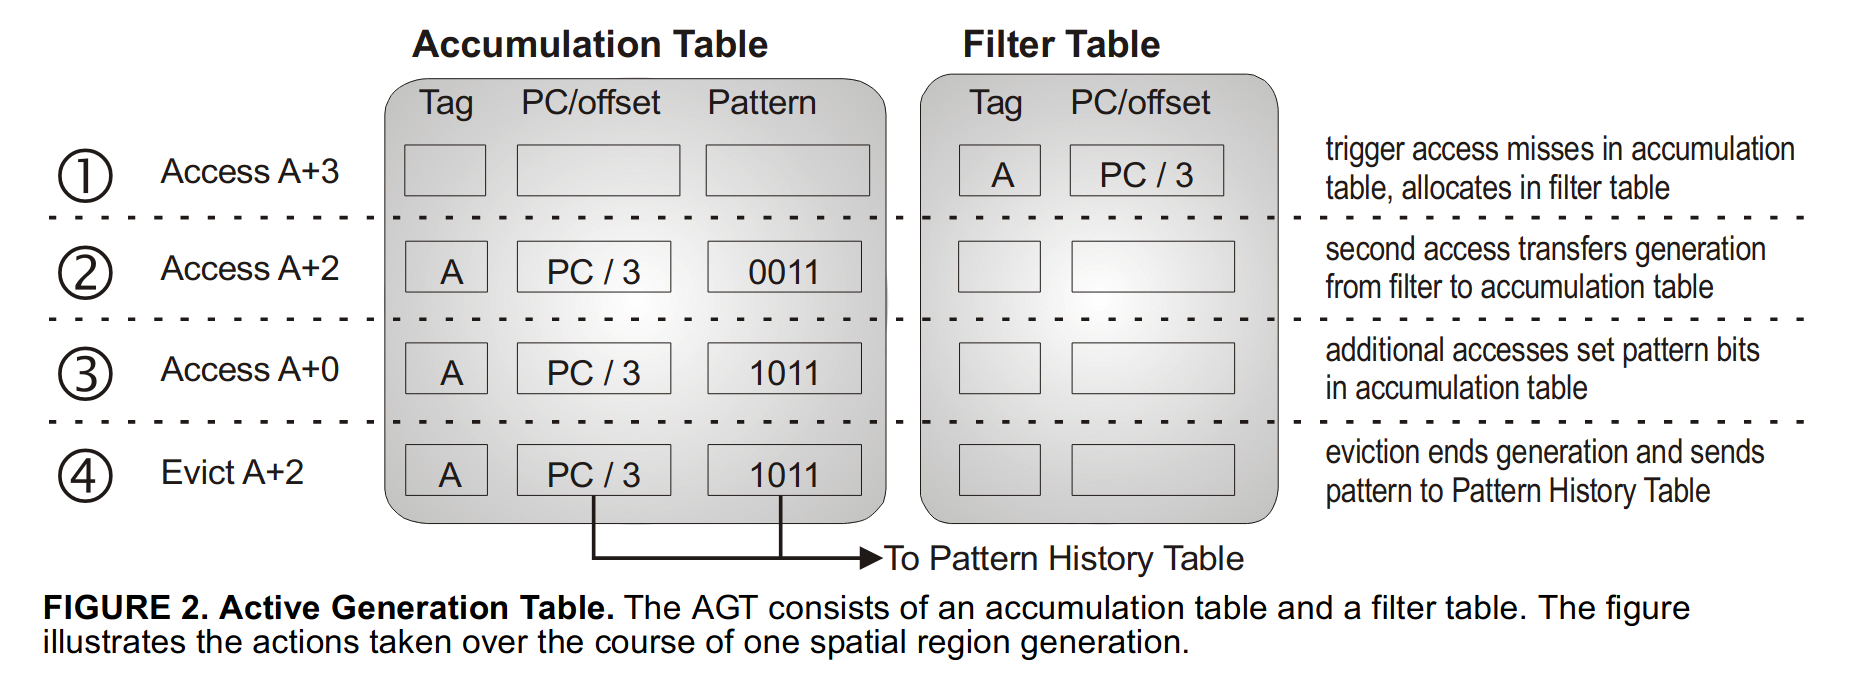 Accumulation Table Filter Table
Tag PC/offset Pattern Tag PC/offset
① Access A+3 A PC / 3 trigger access misses in accumulation
table, allocates in filter table
② Access A+2 A PC / 3 0011 second access transfers generation
from filter to accumulation table
③ Access A+0 A PC / 3 1011 additional accesses set pattern bits
in accumulation table
④ Evict A+2 A PC / 3 1011 eviction ends generation and sends
pattern to Pattern History Table
To Pattern History Table
FIGURE 2. Active Generation Table. The AGT consists of an accumulation table and a filter table. The figure
illustrates the actions taken over the course of one spatial region generation.